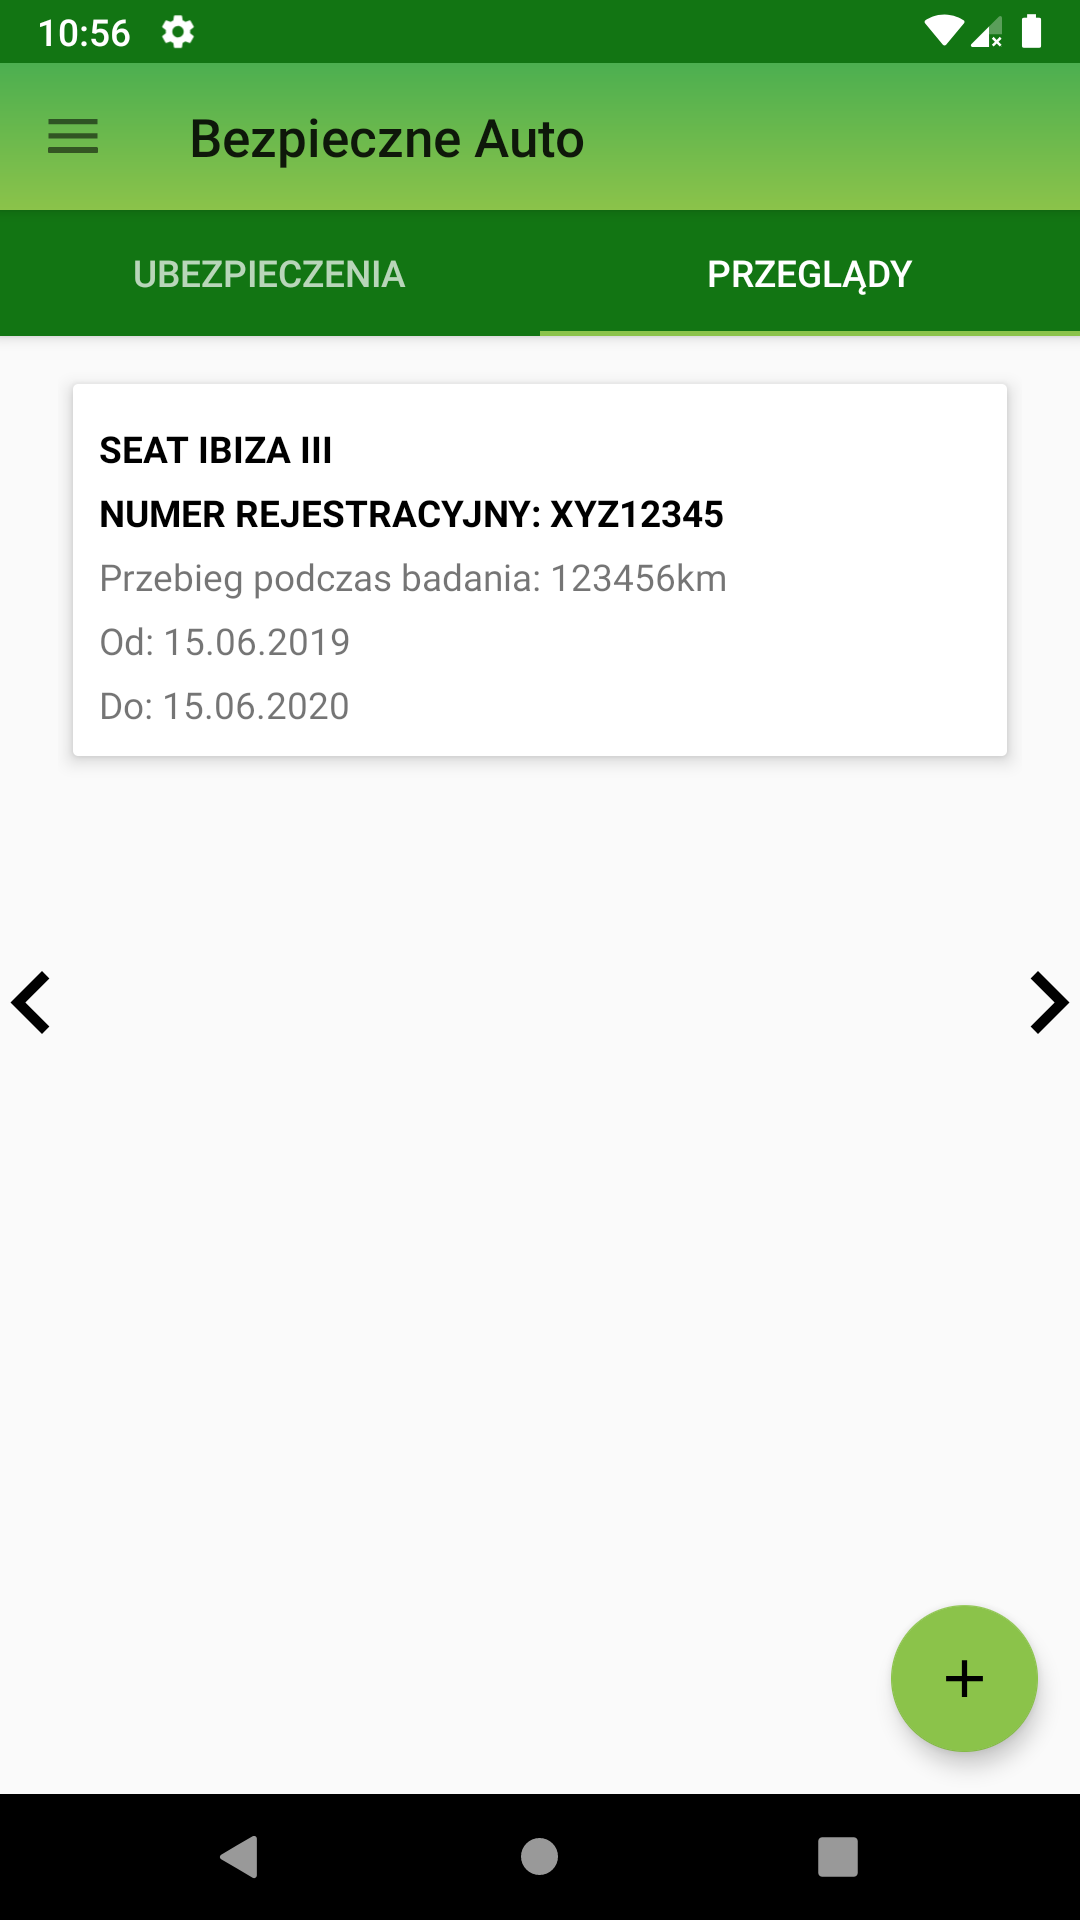 10:56
Bezpieczne Auto
UBEZPIECZENIA
PRZEGLĄDY
SEAT IBIZA III
NUMER REJESTRACYJNY: XYZ12345
Przebieg podczas badania: 123456km
Od: 15.06.2019
Do: 15.06.2020